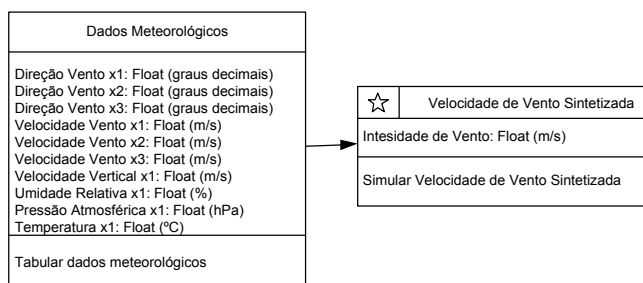 Dados Meteorológicos
Direção Vento x1: Float (graus decimais)
Direção Vento x2: Float (graus decimais)
Direção Vento x3: Float (graus decimais)
Velocidade Vento x1: Float (m/s)
Velocidade Vento x2: Float (m/s)
Velocidade Vento x3: Float (m/s)
Velocidade Vertical x1: Float (m/s)
Umidade Relativa x1: Float (%)
Pressão Atmosférica x1: Float (hPa)
Temperatura x1: Float (ºC)
Tabular dados meteorológicos
Velocidade de Vento Sintetizada
Intesidade de Vento: Float (m/s)
Simular Velocidade de Vento Sintetizada